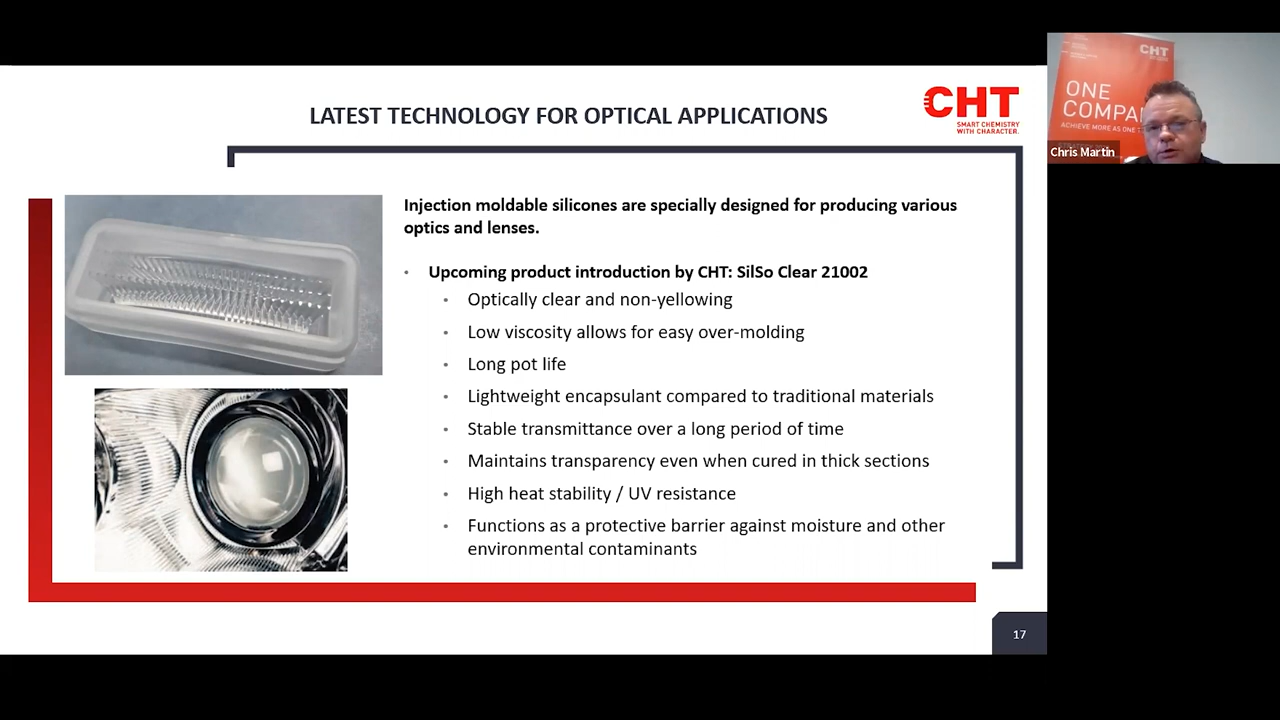 LATEST TECHNOLOGY FOR OPTICAL APPLICATIONS
CHT
SMART CHEMISTRY
WITH CHARACTER.
Injection moldable silicones are specially designed for producing various
optics and lenses.
• Upcoming product introduction by CHT: SilSo Clear 21002
• Optically clear and non-yellowing
• Low viscosity allows for easy over-molding
• Long pot life
• Lightweight encapsulant compared to traditional materials
• Stable transmittance over a long period of time
• Maintains transparency even when cured in thick sections
• High heat stability / UV resistance
• Functions as a protective barrier against moisture and other
environmental contaminants
17
CHT
ONE
COMPA
ACHIEVE MORE AS ONE
Chris Martin